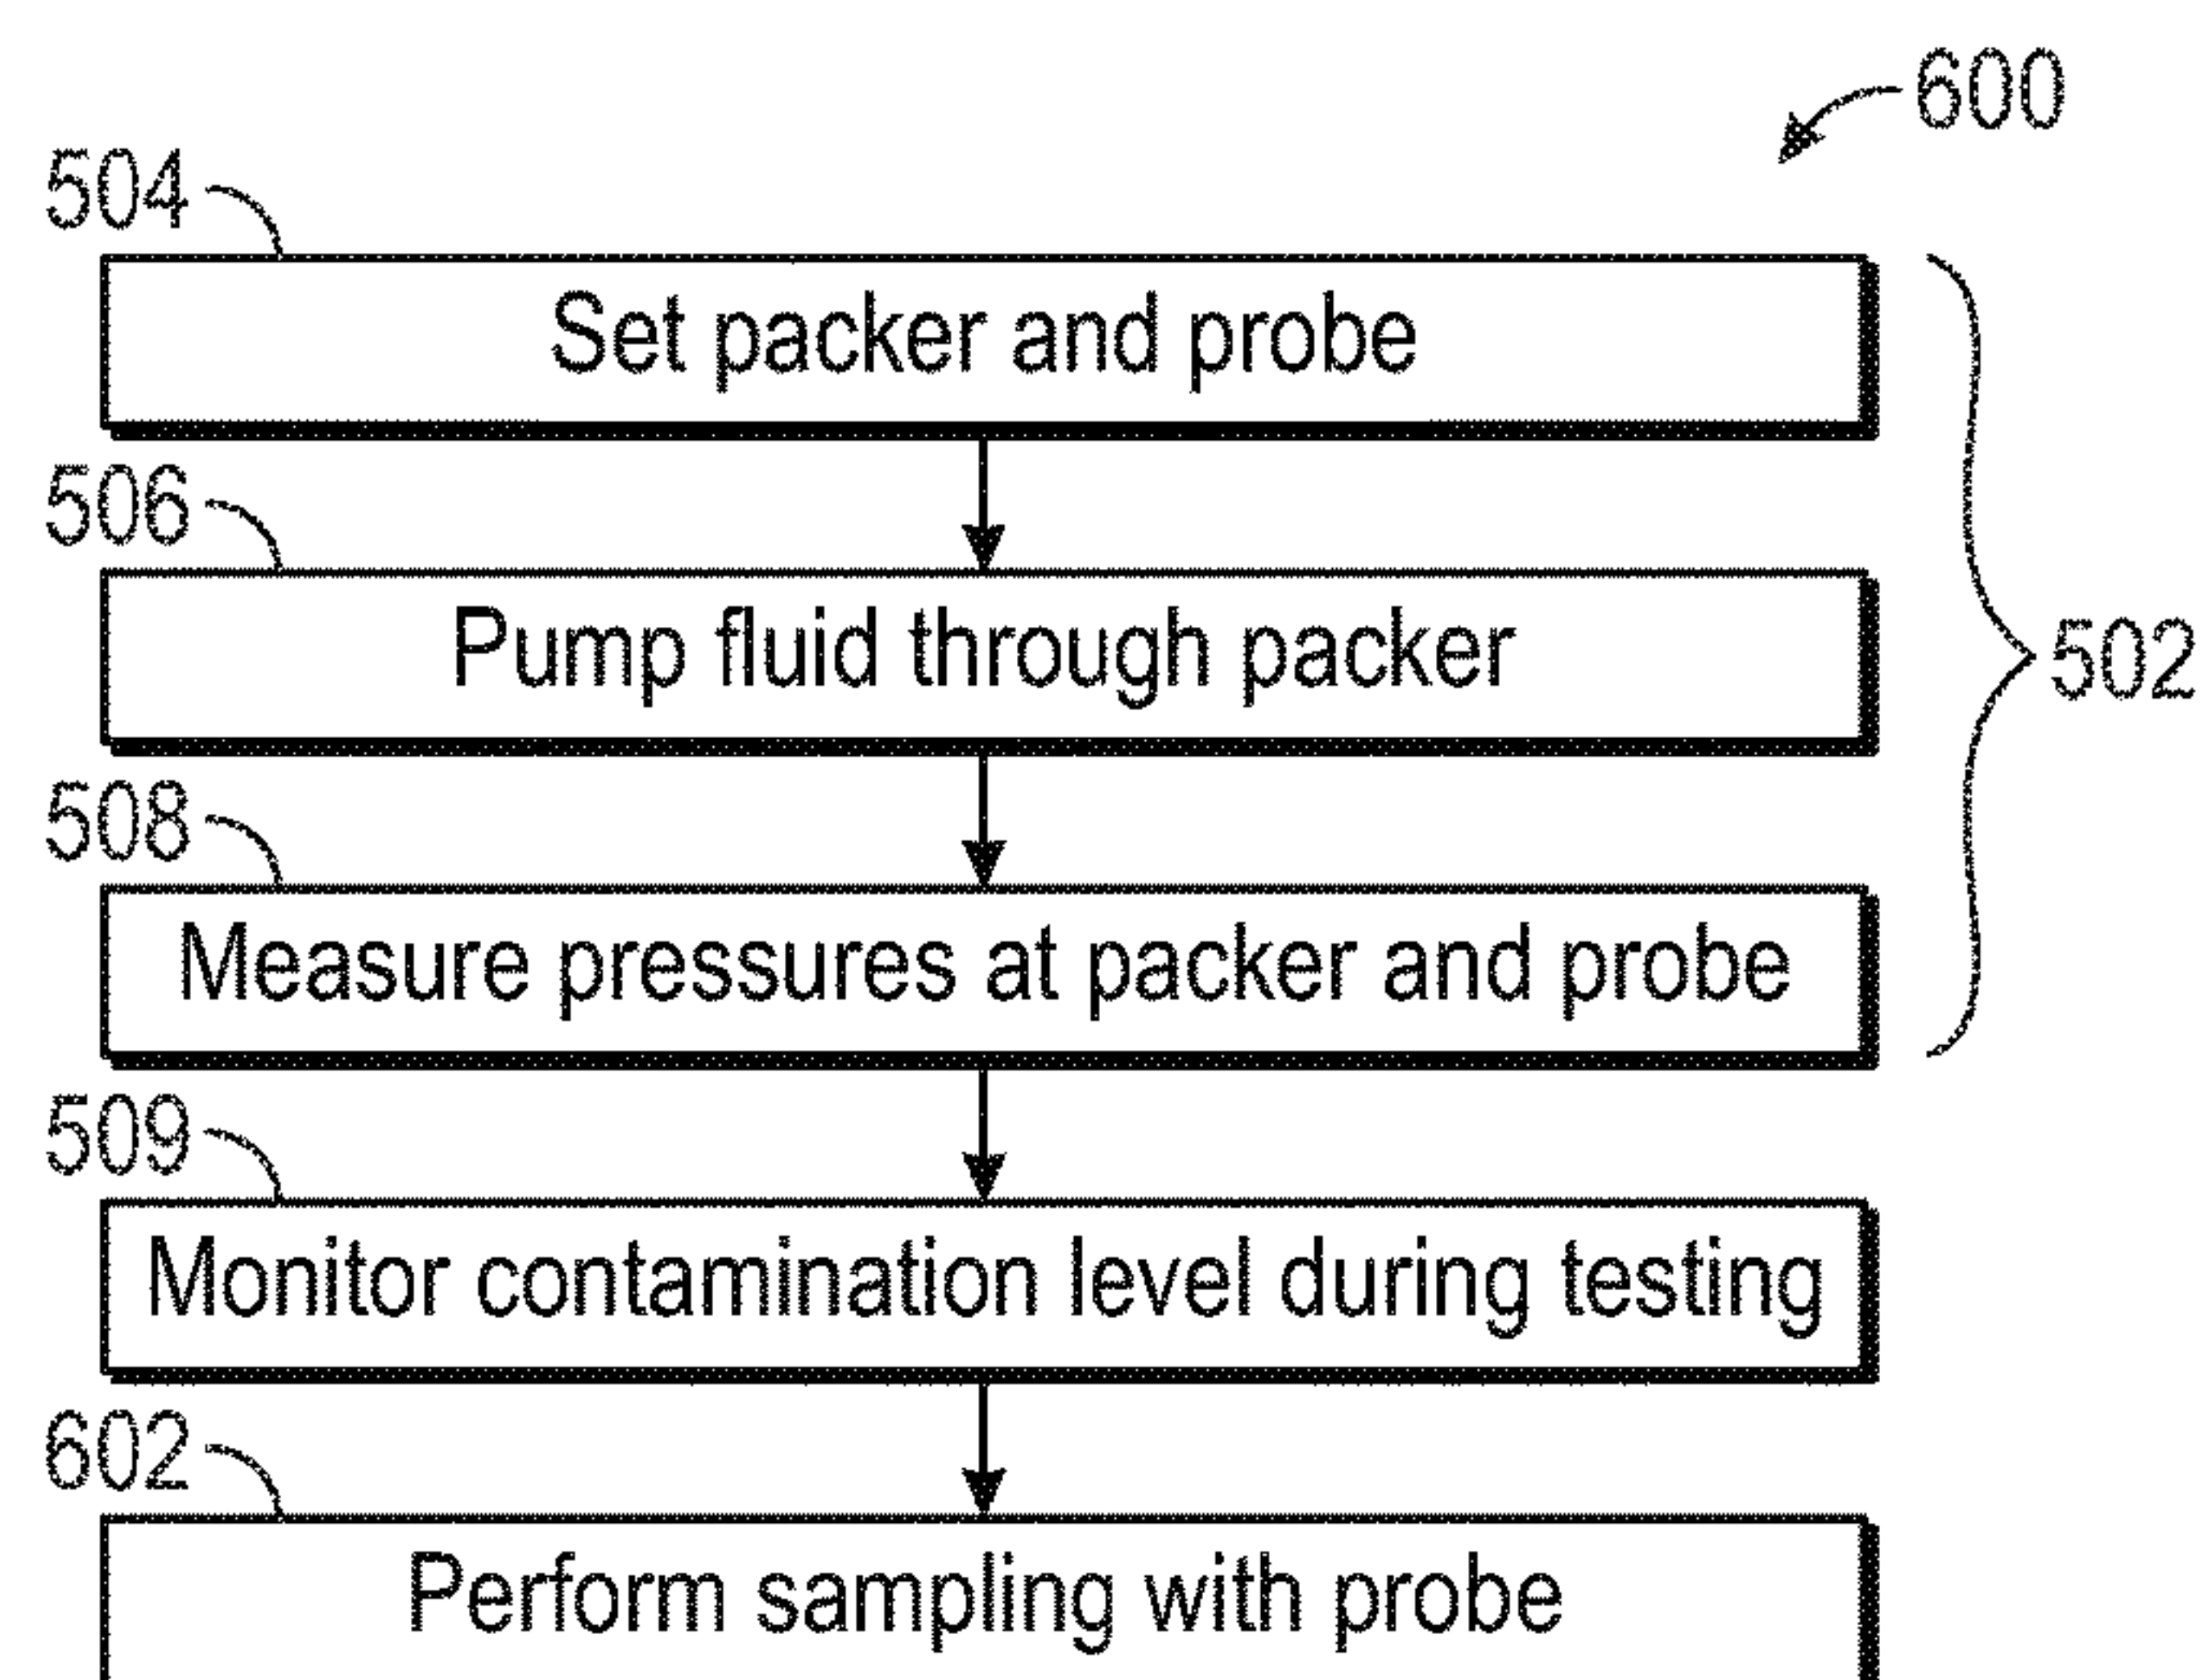 600
504
Set packer and probe
506
Pump fluid through packer
502
508
Measure pressures at packer and probe
509
Monitor contamination level during testing
602
Perform sampling with probe